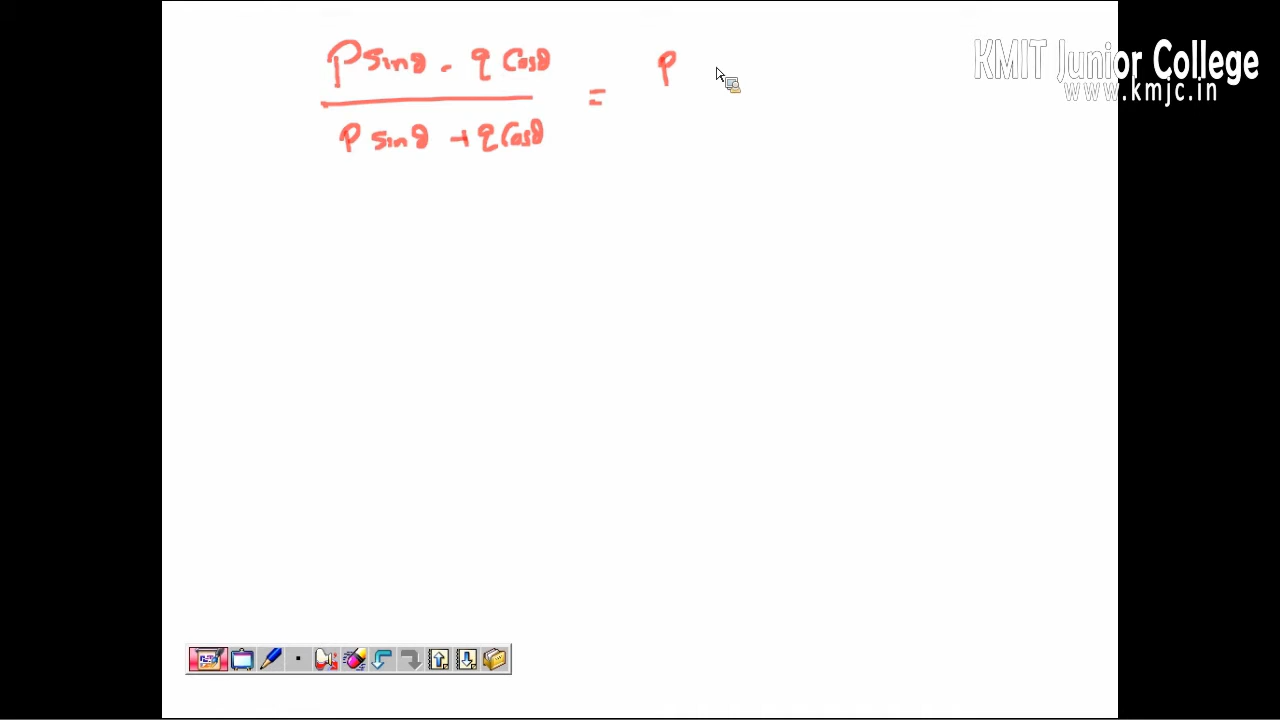 P sinθ - q Cosθ
= P
P sinθ + q Cosθ
KMIT Junior College
www.kmjc.in